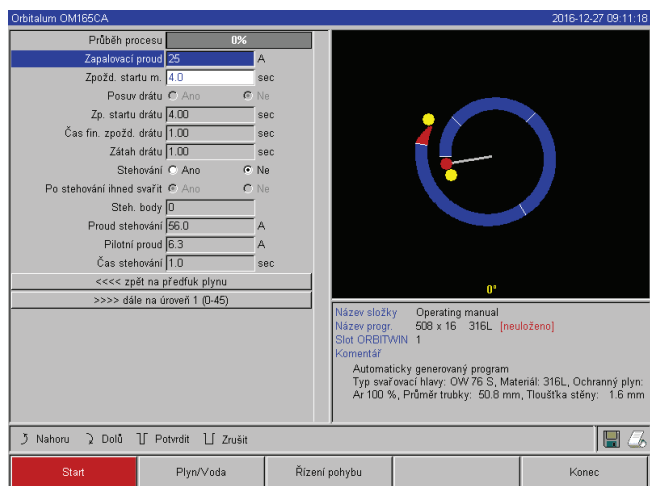 Orbitalum OM165CA 2016-12-27 09:11:18
Průběh procesu 0%
Zapalovací proud 25 A
Zpožd. startu m. 4.0 sec
Posuv drátu Ano Ne
Zp. startu drátu 4.00 sec
Čas fin. zpožd. drátu 1.00 sec
Zátah drátu 1.00 sec
Stehování Ano Ne
Po stehování ihned svařit Ano Ne
Steh. body 0
Proud stehování 56.0 A
Pilotní proud 6.3 A
Čas stehování 1.0 sec
<<<< zpět na předfuk plynu
>>>> dále na úroveň 1 (0-45)
0°
Název složky Operating manual
Název progr. 508 x 16 316L [neuloženo]
Slot ORBITWIN 1
Komentář
Automaticky generovaný program
Typ svařovací hlavy: OW 76 S, Materiál: 316L, Ochranný plyn:
Ar 100 %, Průměr trubky: 50.8 mm, Tloušťka stěny: 1.6 mm
Nahoru Dolů Potvrdit Zrušit
Start Plyn/Voda Řízení pohybu Konec